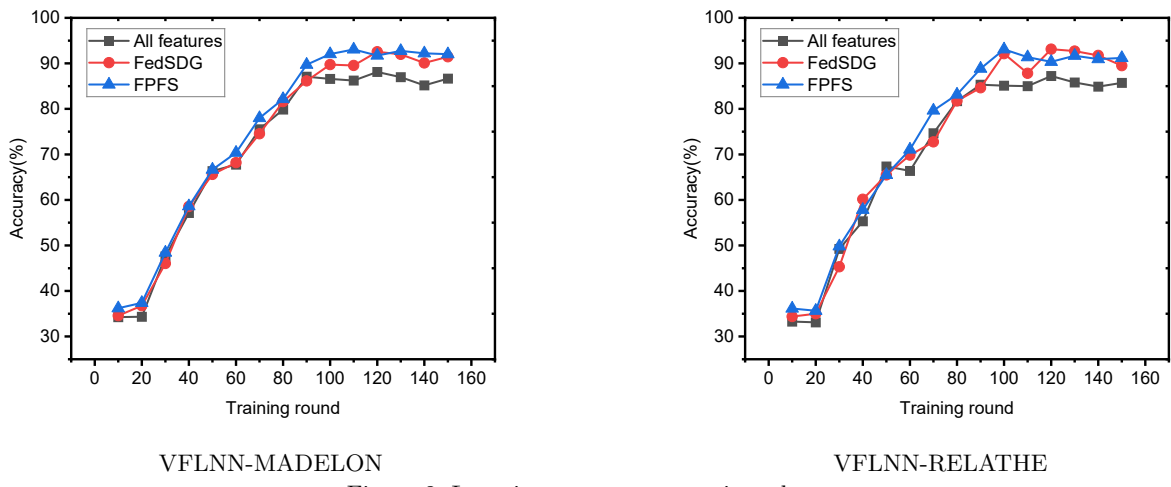 100
90
80
70
60
50
40
30
Accuracy(%)
All features
FedSDG
FPFS
0 20 40 60 80 100 120 140 160
Training round
VFLNN-MADELON
100
90
80
70
60
50
40
30
Accuracy(%)
All features
FedSDG
FPFS
0 20 40 60 80 100 120 140 160
Training round
VFLNN-RELATHE